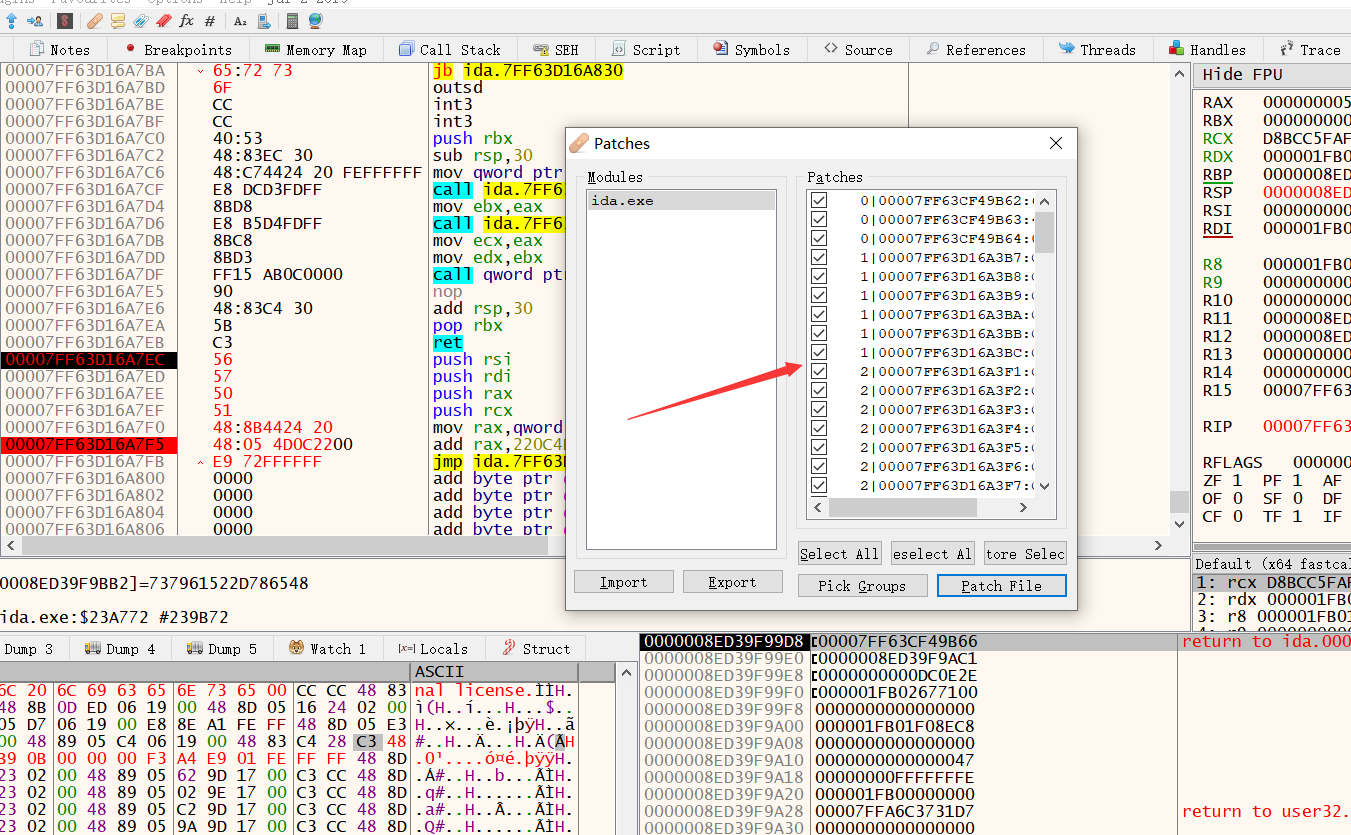 fx # A₂
Notes Breakpoints Memory Map Call Stack SEH Script Symbols Source References Threads Handles Trace
00007FF63D16A7BA 65:72 73 jb ida.7FF63D16A830
00007FF63D16A7BD 6F outsd
00007FF63D16A7BE CC int3
00007FF63D16A7BF CC int3
00007FF63D16A7C0 40:53 push rbx
00007FF63D16A7C2 48:83EC 30 sub rsp,30
00007FF63D16A7C6 48:C74424 20 FEFFFFFF mov qword ptr
00007FF63D16A7CF E8 DCD3FDFF call ida.7FF6
00007FF63D16A7D4 8BD8 mov ebx,eax
00007FF63D16A7D6 E8 B5D4FDFF call ida.7FF6
00007FF63D16A7DB 8BC8 mov ecx,eax
00007FF63D16A7DD 8BD3 mov edx,ebx
00007FF63D16A7DF FF15 AB0C0000 call qword ptr
00007FF63D16A7E5 90 nop
00007FF63D16A7E6 48:83C4 30 add rsp,30
00007FF63D16A7EA 5B pop rbx
00007FF63D16A7EB C3 ret
00007FF63D16A7EC 56 push rsi
00007FF63D16A7ED 57 push rdi
00007FF63D16A7EE 50 push rax
00007FF63D16A7EF 51 push rcx
00007FF63D16A7F0 48:8B4424 20 mov rax,qword
00007FF63D16A7F5 48:05 4D0C2200 add rax,220C4
00007FF63D16A7FB E9 72FFFFFF jmp ida.7FF63
00007FF63D16A800 0000 add byte ptr
00007FF63D16A802 0000 add byte ptr
00007FF63D16A804 0000 add byte ptr
00007FF63D16A806 0000 add byte ptr
Patches
Modules
ida.exe
Patches
0|00007FF63CF49B62:
0|00007FF63CF49B63:
0|00007FF63CF49B64:
1|00007FF63D16A3B7:
1|00007FF63D16A3B8:
1|00007FF63D16A3B9:
1|00007FF63D16A3BA:
1|00007FF63D16A3BB:
1|00007FF63D16A3BC:
2|00007FF63D16A3F1:
2|00007FF63D16A3F2:
2|00007FF63D16A3F3:
2|00007FF63D16A3F4:
2|00007FF63D16A3F5:
2|00007FF63D16A3F6:
2|00007FF63D16A3F7:
Select All eselect Al tore Selec
Import Export Pick Groups Patch File
Hide FPU
RAX 000000005
RBX 000000000
RCX D8BCC5FAF
RDX 000001FB0
RBP 0000008ED
RSP 0000008ED
RSI 000000000
RDI 000001FB0
R8 000001FB0
R9 000000000
R10 000000000
R11 0000008ED
R12 0000008ED
R13 000000000
R14 000000000
R15 00007FF63
RIP 00007FF63
RFLAGS 000000
ZF 1 PF 1 AF
OF 0 SF 0 DF
CF 0 TF 1 IF
Default (x64 fastcal
1: rcx D8BCC5FAF
2: rdx 000001FB0
3: r8 000001FB01
0008ED39F9BB2]=737961522D786548
ida.exe:$23A772 #239B72
Dump 3 Dump 4 Dump 5 Watch 1 Locals Struct
ASCII
6C 20 6C 69 63 65 6E 73 65 00 CC CC 48 83 nal license.ÌÌH.
48 8B 0D ED 06 19 00 48 8D 05 16 24 02 00 ì(H..í...H...$..
05 D7 06 19 00 E8 8E A1 FE FF 48 8D 05 E3 H..×...è.¡þÿH..ã
00 48 89 05 C4 06 19 00 48 83 C4 28 C3 48 #..H..Ä...H.Ä(ÃH
B9 0B 00 00 00 F3 A4 E9 01 FE FF FF 48 8D .0¹....ó¤é.þÿÿH.
23 02 00 48 89 05 62 9D 17 00 C3 CC 48 8D .Á#..H..b...ÃÌH.
23 02 00 48 89 05 02 9E 17 00 C3 CC 48 8D .q#..H......ÃÌH.
23 02 00 48 89 05 C2 9D 17 00 C3 CC 48 8D .a#..H..Â...ÃÌH.
23 02 00 48 89 05 9A 9D 17 00 C3 CC 48 8D .Q#..H......ÃÌH.
0000008ED39F99D8 00007FF63CF49B66 return to ida.000
0000008ED39F99E0 0000008ED39F9AC1
0000008ED39F99E8 0000000000DC0E2E
0000008ED39F99F0 000001FB02677100
0000008ED39F99F8 0000000000000000
0000008ED39F9A00 000001FB01F08EC8
0000008ED39F9A08 0000000000000000
0000008ED39F9A10 0000000000000047
0000008ED39F9A18 00000000FFFFFFFE
0000008ED39F9A20 000001FB00000000
0000008ED39F9A28 00007FFA6C3731D7 return to user32.
0000008ED39F9A30 0000000000000000